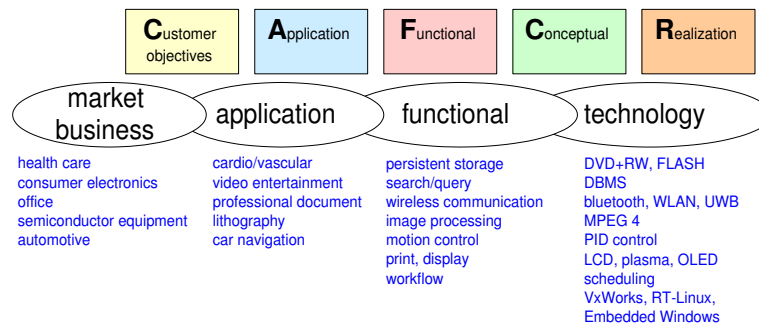 Customer objectives
Application
Functional
Conceptual
Realization
market business
application
functional
technology
health care
consumer electronics
office
semiconductor equipment
automotive
cardio/vascular
video entertainment
professional document
lithography
car navigation
persistent storage
search/query
wireless communication
image processing
motion control
print, display
workflow
DVD+RW, FLASH
DBMS
bluetooth, WLAN, UWB
MPEG 4
PID control
LCD, plasma, OLED
scheduling
VxWorks, RT-Linux,
Embedded Windows